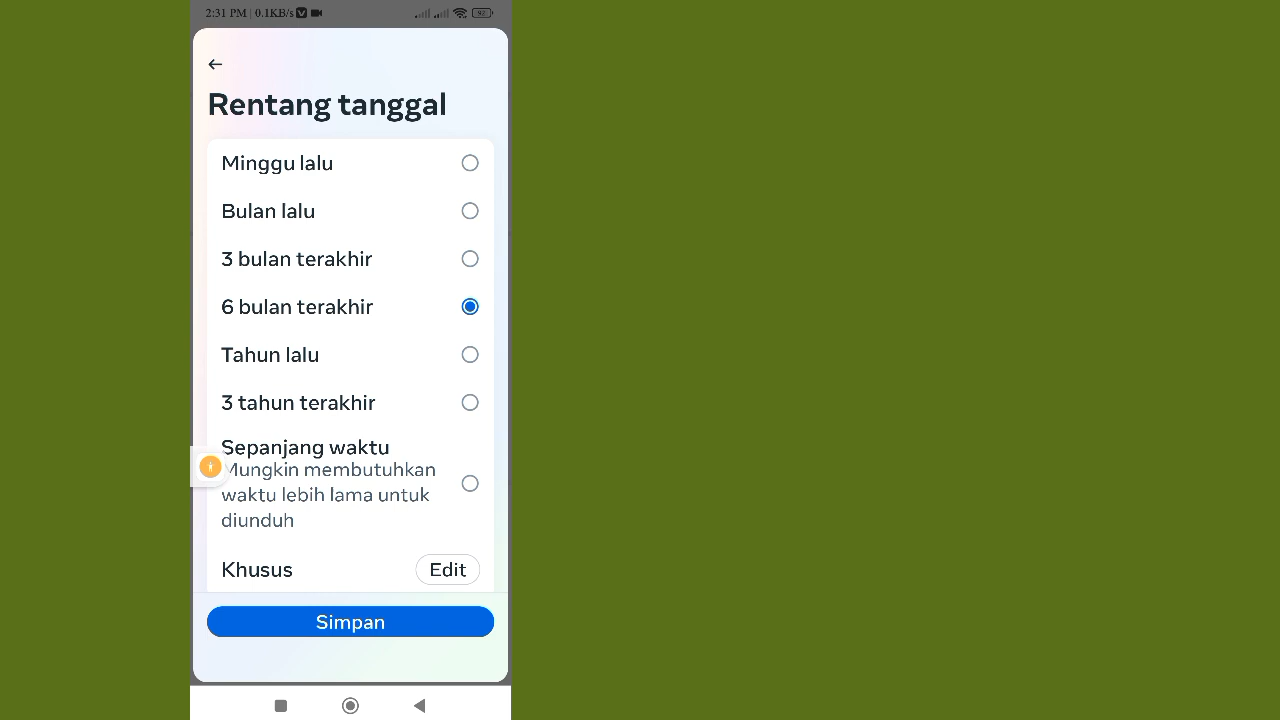 2:31 PM | 0.1KB/s
92
Rentang tanggal
Minggu lalu
Bulan lalu
3 bulan terakhir
6 bulan terakhir
Tahun lalu
3 tahun terakhir
Sepanjang waktu
Mungkin membutuhkan
waktu lebih lama untuk
diunduh
Khusus
Edit
Simpan